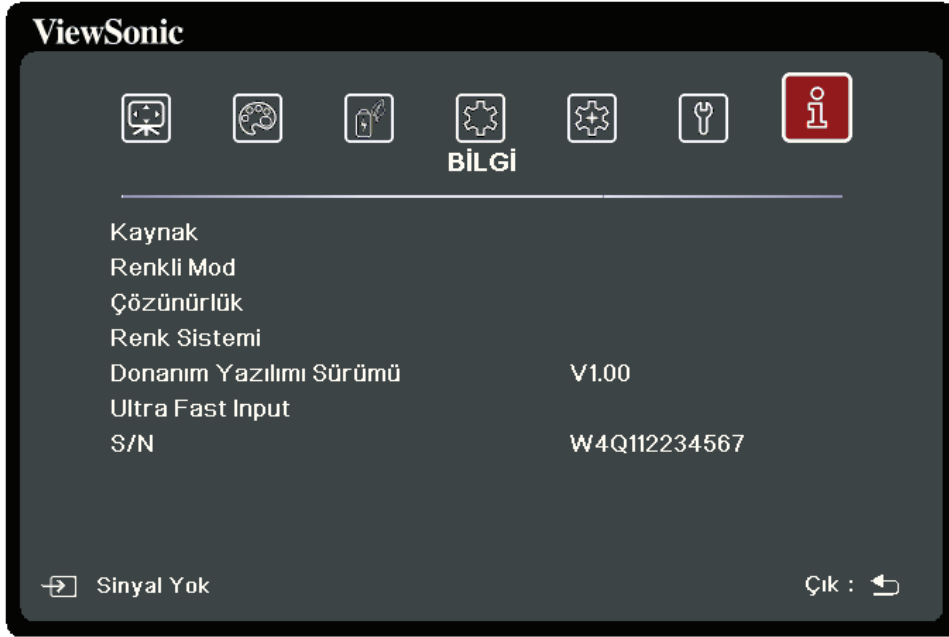 ViewSonic
BİLGİ
Kaynak
Renkli Mod
Çözünürlük
Renk Sistemi
Donanım Yazılımı Sürümü V1.00
Ultra Fast Input
S/N W4Q112234567
Sinyal Yok Çık :